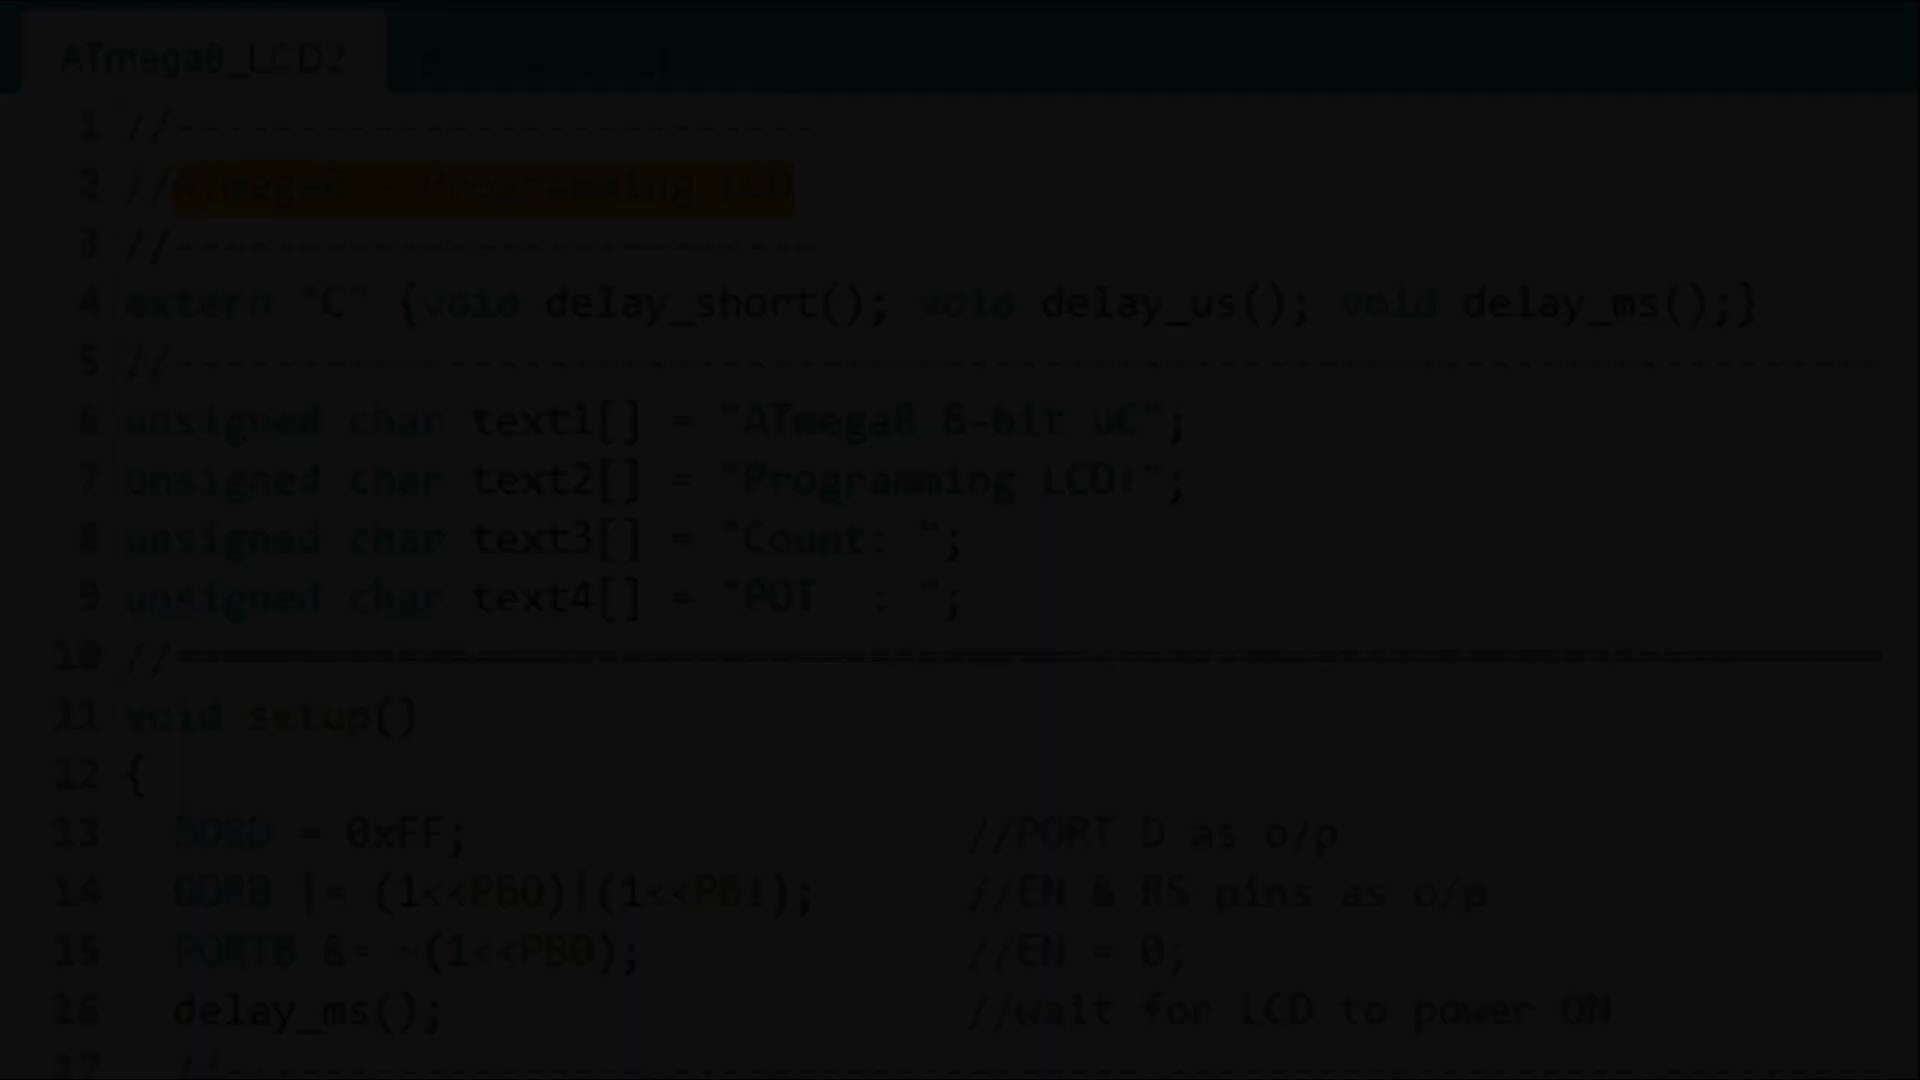 ATmega8_LCD2
1 //--------------------------
2 //ATmega8 - Programming LCD
3 //--------------------------
4 extern "C" {void delay_short(); void delay_us(); void delay_ms();}
5 //---------------------------------------------------------------------
6 unsigned char text1[] = "ATmega8 8-bit uC";
7 unsigned char text2[] = "Programming LCD!";
8 unsigned char text3[] = "Count: ";
9 unsigned char text4[] = "POT  : ";
10 //=====================================================================
11 void setup()
12 {
13   DDRD = 0xFF;                    //PORT D as o/p
14   DDRB |= (1<<PB0)|(1<<PB1);      //EN & RS pins as o/p
15   PORTB &= ~(1<<PB0);             //EN = 0;
16   delay_ms();                     //wait for LCD to power ON
17   //-------------------------------------------------------------------